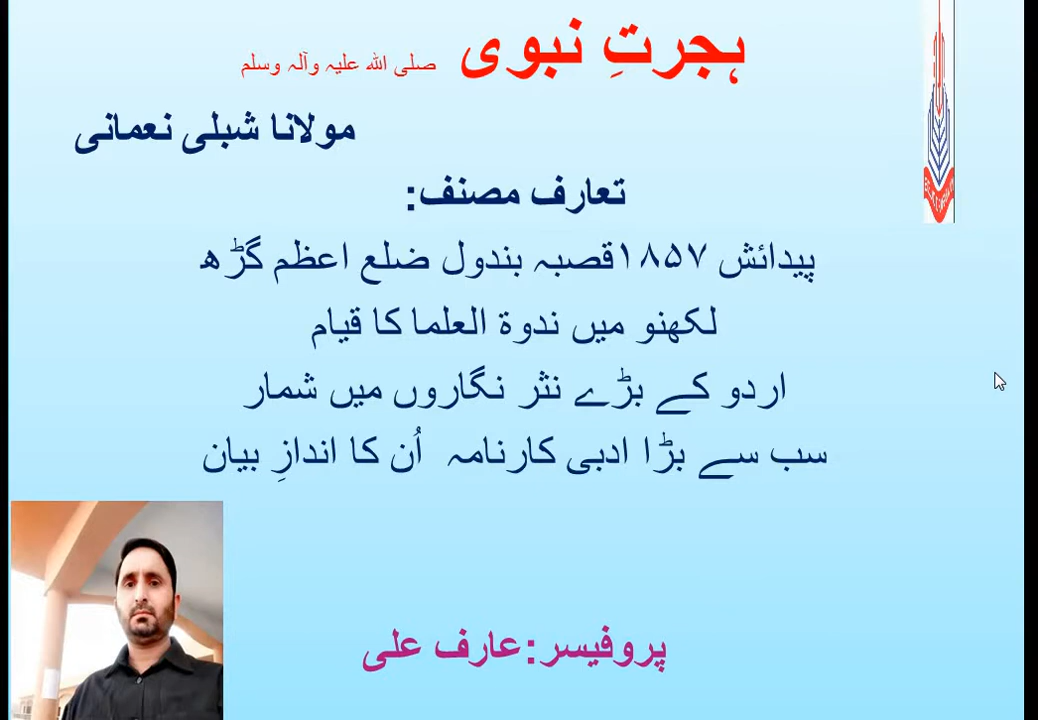 ہجرتِ نبوی صلی اللہ علیہ وآلہ وسلم
مولانا شبلی نعمانی
تعارف مصنف:
پیدائش ۱۸۵۷قصبہ بندول ضلع اعظم گڑھ
لکھنو میں ندوۃ العلما کا قیام
اردو کے بڑے نثر نگاروں میں شمار
سب سے بڑا ادبی کارنامہ اُن کا اندازِ بیان
پروفیسر:عارف علی